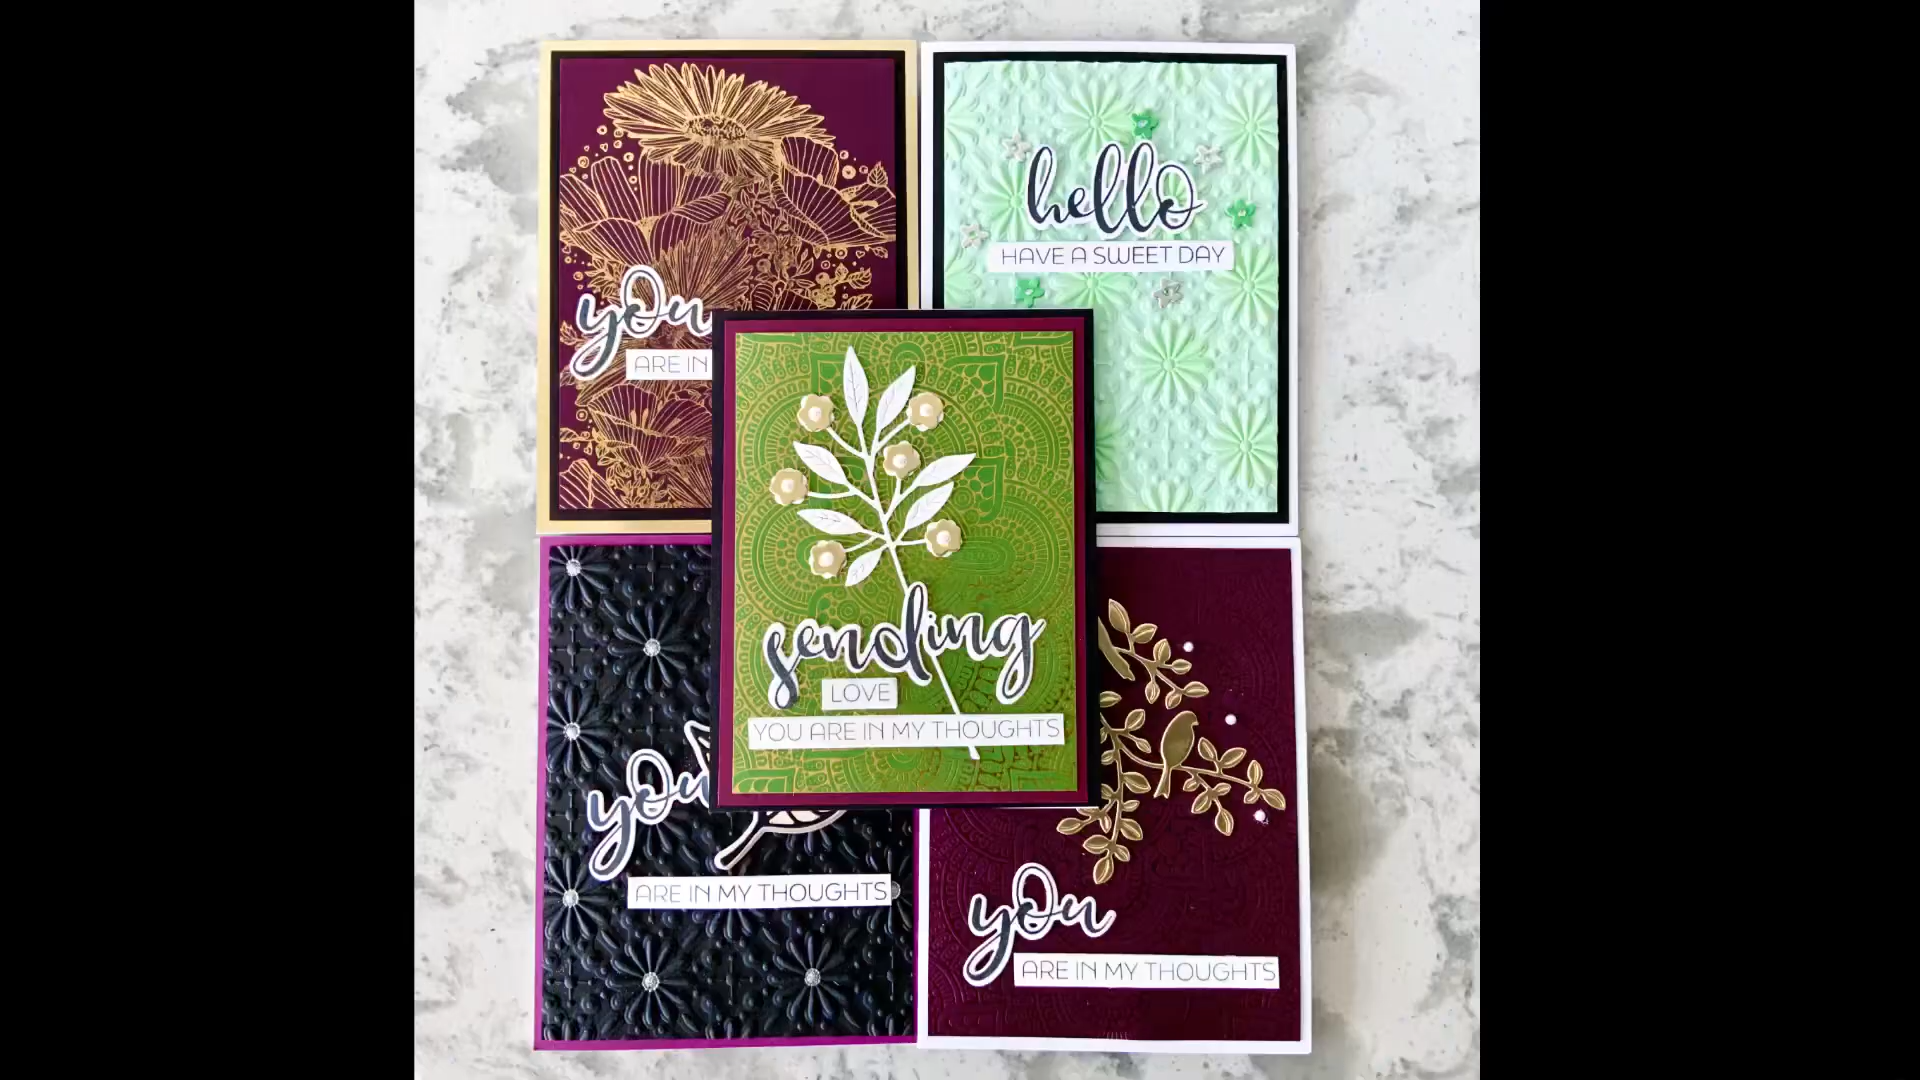 you
ARE IN
hello
HAVE A SWEET DAY
sending
LOVE
YOU ARE IN MY THOUGHTS
you
ARE IN MY THOUGHTS
you
ARE IN MY THOUGHTS